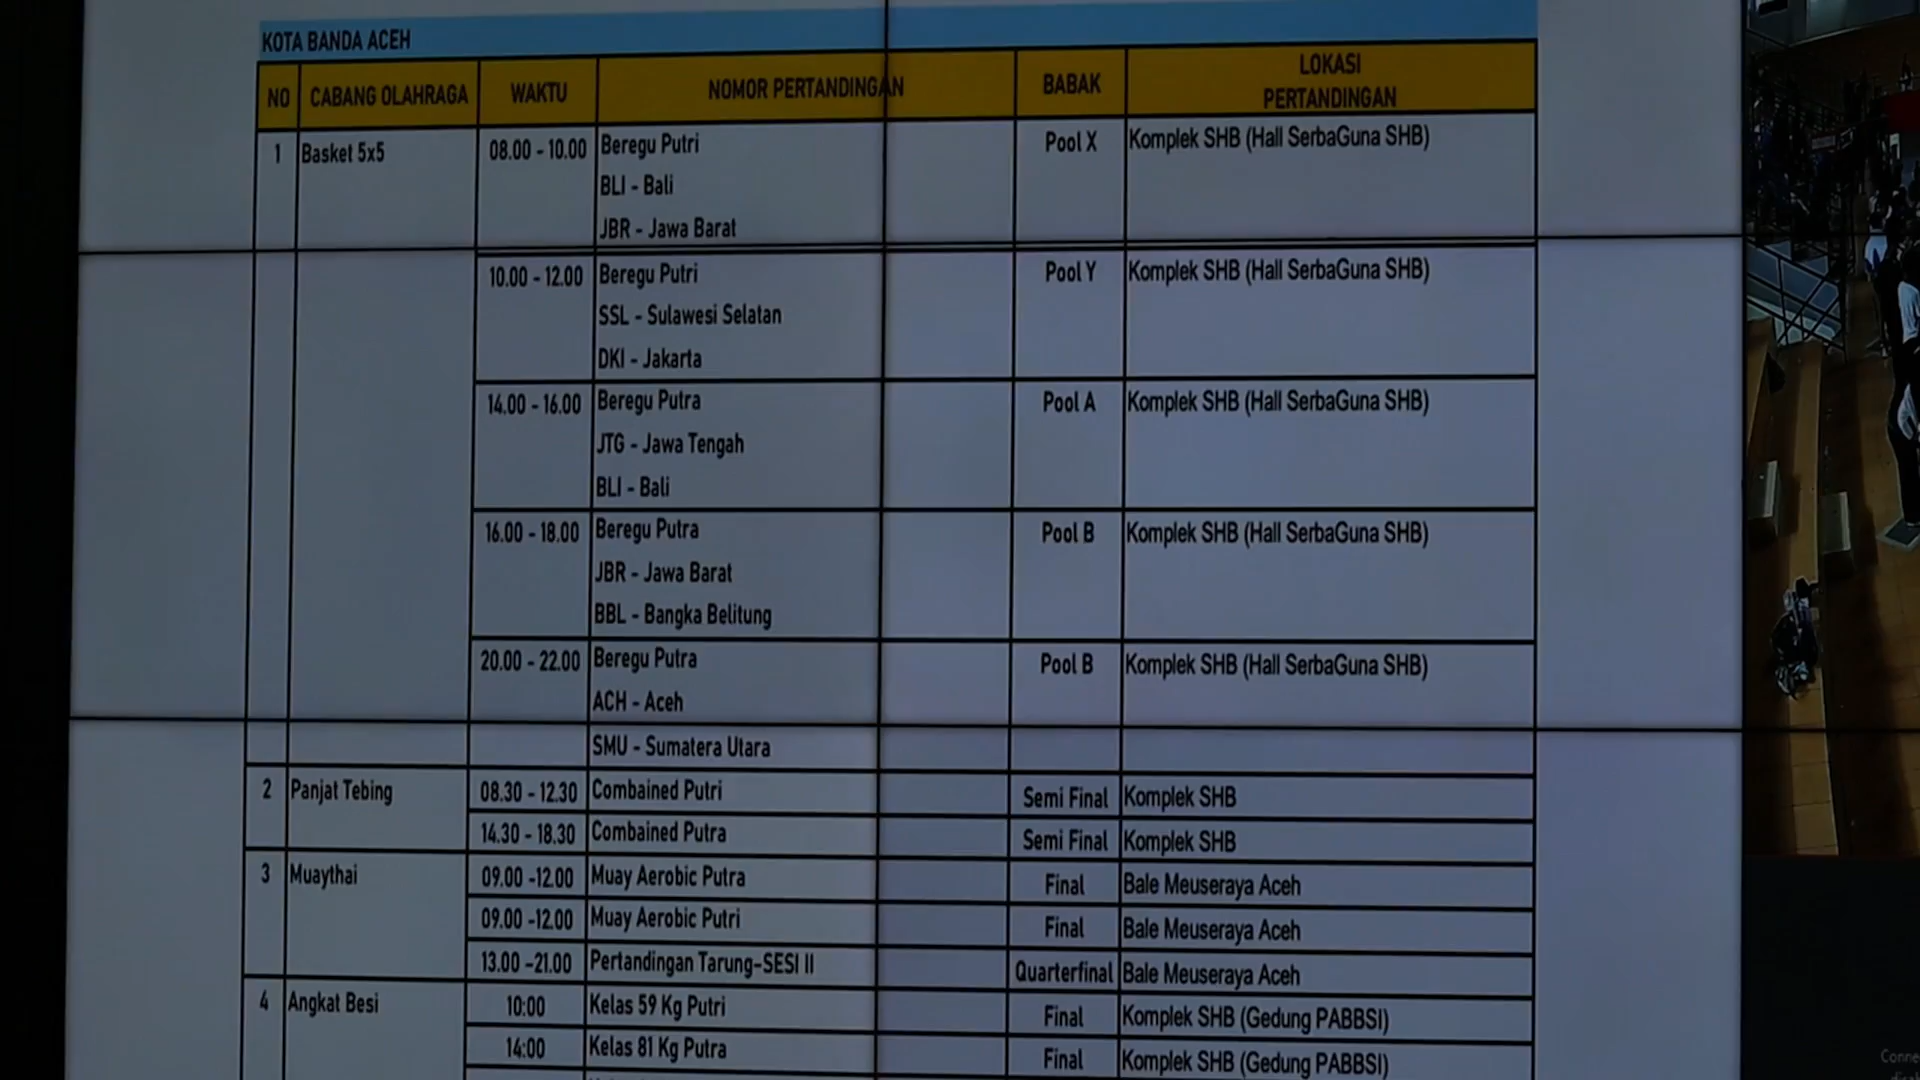 KOTA BANDA ACEH
NO CABANG OLAHRAGA WAKTU NOMOR PERTANDINGAN BABAK LOKASI PERTANDINGAN
1 Basket 5x5 08.00 - 10.00 Beregu Putri Pool X Komplek SHB (Hall SerbaGuna SHB)
BLI - Bali
JBR - Jawa Barat
10.00 - 12.00 Beregu Putri Pool Y Komplek SHB (Hall SerbaGuna SHB)
SSL - Sulawesi Selatan
DKI - Jakarta
14.00 - 16.00 Beregu Putra Pool A Komplek SHB (Hall SerbaGuna SHB)
JTG - Jawa Tengah
BLI - Bali
16.00 - 18.00 Beregu Putra Pool B Komplek SHB (Hall SerbaGuna SHB)
JBR - Jawa Barat
BBL - Bangka Belitung
20.00 - 22.00 Beregu Putra Pool B Komplek SHB (Hall SerbaGuna SHB)
ACH - Aceh
SMU - Sumatera Utara
2 Panjat Tebing 08.30 - 12.30 Combained Putri Semi Final Komplek SHB
14.30 - 18.30 Combained Putra Semi Final Komplek SHB
3 Muaythai 09.00 -12.00 Muay Aerobic Putra Final Bale Meuseraya Aceh
09.00 -12.00 Muay Aerobic Putri Final Bale Meuseraya Aceh
13.00 -21.00 Pertandingan Tarung-SESI II Quarterfinal Bale Meuseraya Aceh
4 Angkat Besi 10:00 Kelas 59 Kg Putri Final Komplek SHB (Gedung PABBSI)
14:00 Kelas 81 Kg Putra Final Komplek SHB (Gedung PABBSI)